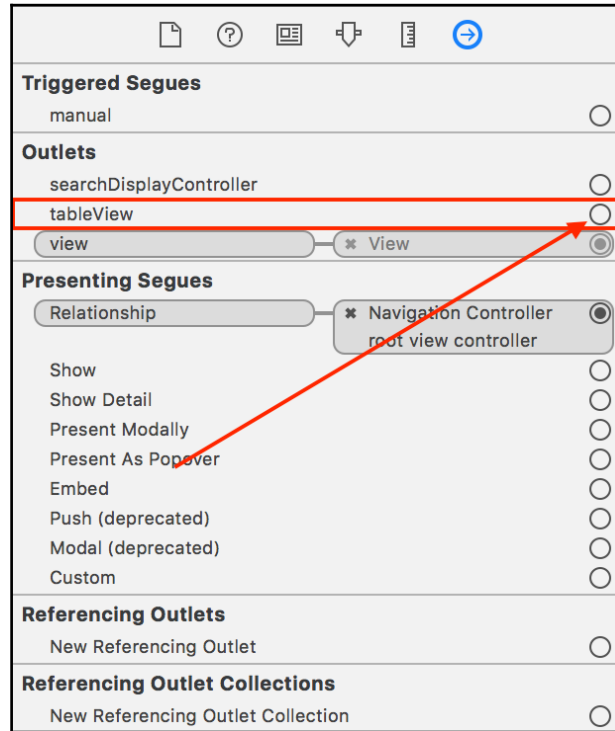 Triggered Segues
manual
Outlets
searchDisplayController
tableView
view View
Presenting Segues
Relationship Navigation Controller
root view controller
Show
Show Detail
Present Modally
Present As Popover
Embed
Push (deprecated)
Modal (deprecated)
Custom
Referencing Outlets
New Referencing Outlet
Referencing Outlet Collections
New Referencing Outlet Collection